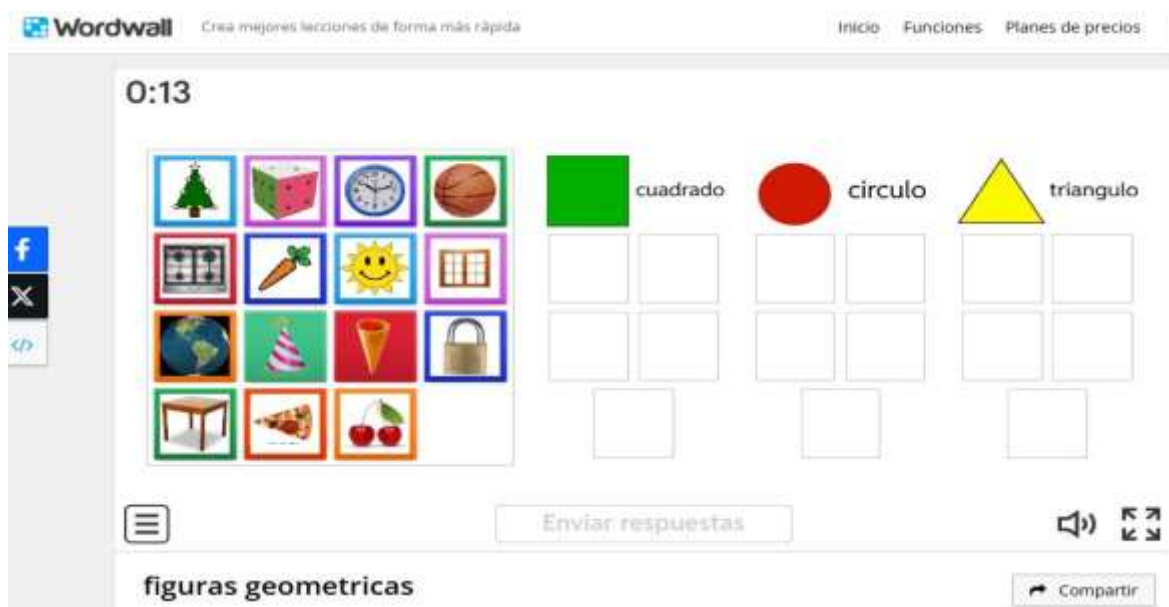 Wordwall Crea mejores lecciones de forma más rápida Inicio Funciones Planes de precios
0:13
cuadrado circulo triangulo
Enviar respuestas
figuras geometricas
Compartir